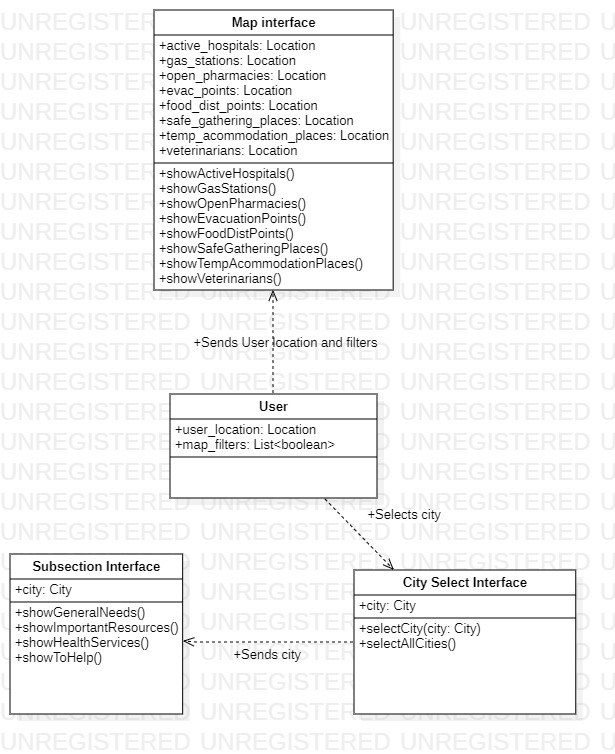 Map interface
+active_hospitals: Location
+gas_stations: Location
+open_pharmacies: Location
+evac_points: Location
+food_dist_points: Location
+safe_gathering_places: Location
+temp_acommodation_places: Location
+veterinarians: Location
+showActiveHospitals()
+showGasStations()
+showOpenPharmacies()
+showEvacuationPoints()
+showFoodDistPoints()
+showSafeGatheringPlaces()
+showTempAcommodationPlaces()
+showVeterinarians()
+Sends User location and filters
User
+user_location: Location
+map_filters: List<boolean>
+Selects city
Subsection Interface
+city: City
+showGeneralNeeds()
+showImportantResources()
+showHealthServices()
+showToHelp()
City Select Interface
+city: City
+selectCity(city: City)
+selectAllCities()
+Sends city
UNREGISTERED